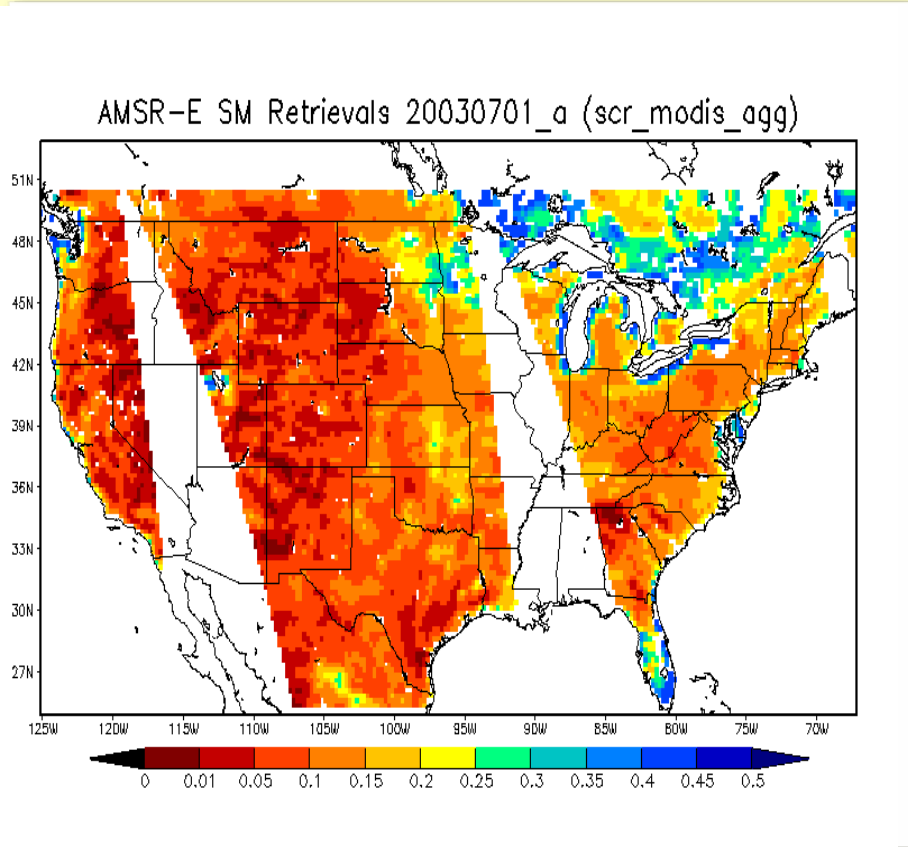 AMSR-E SM Retrievals 20030701_a (scr_modis_agg)
51N
48N
45N
42N
39N
36N
33N
30N
27N
125W 120W 115W 110W 105W 100W 95W 90W 85W 80W 75W 70W
0 0.01 0.05 0.1 0.15 0.2 0.25 0.3 0.35 0.4 0.45 0.5